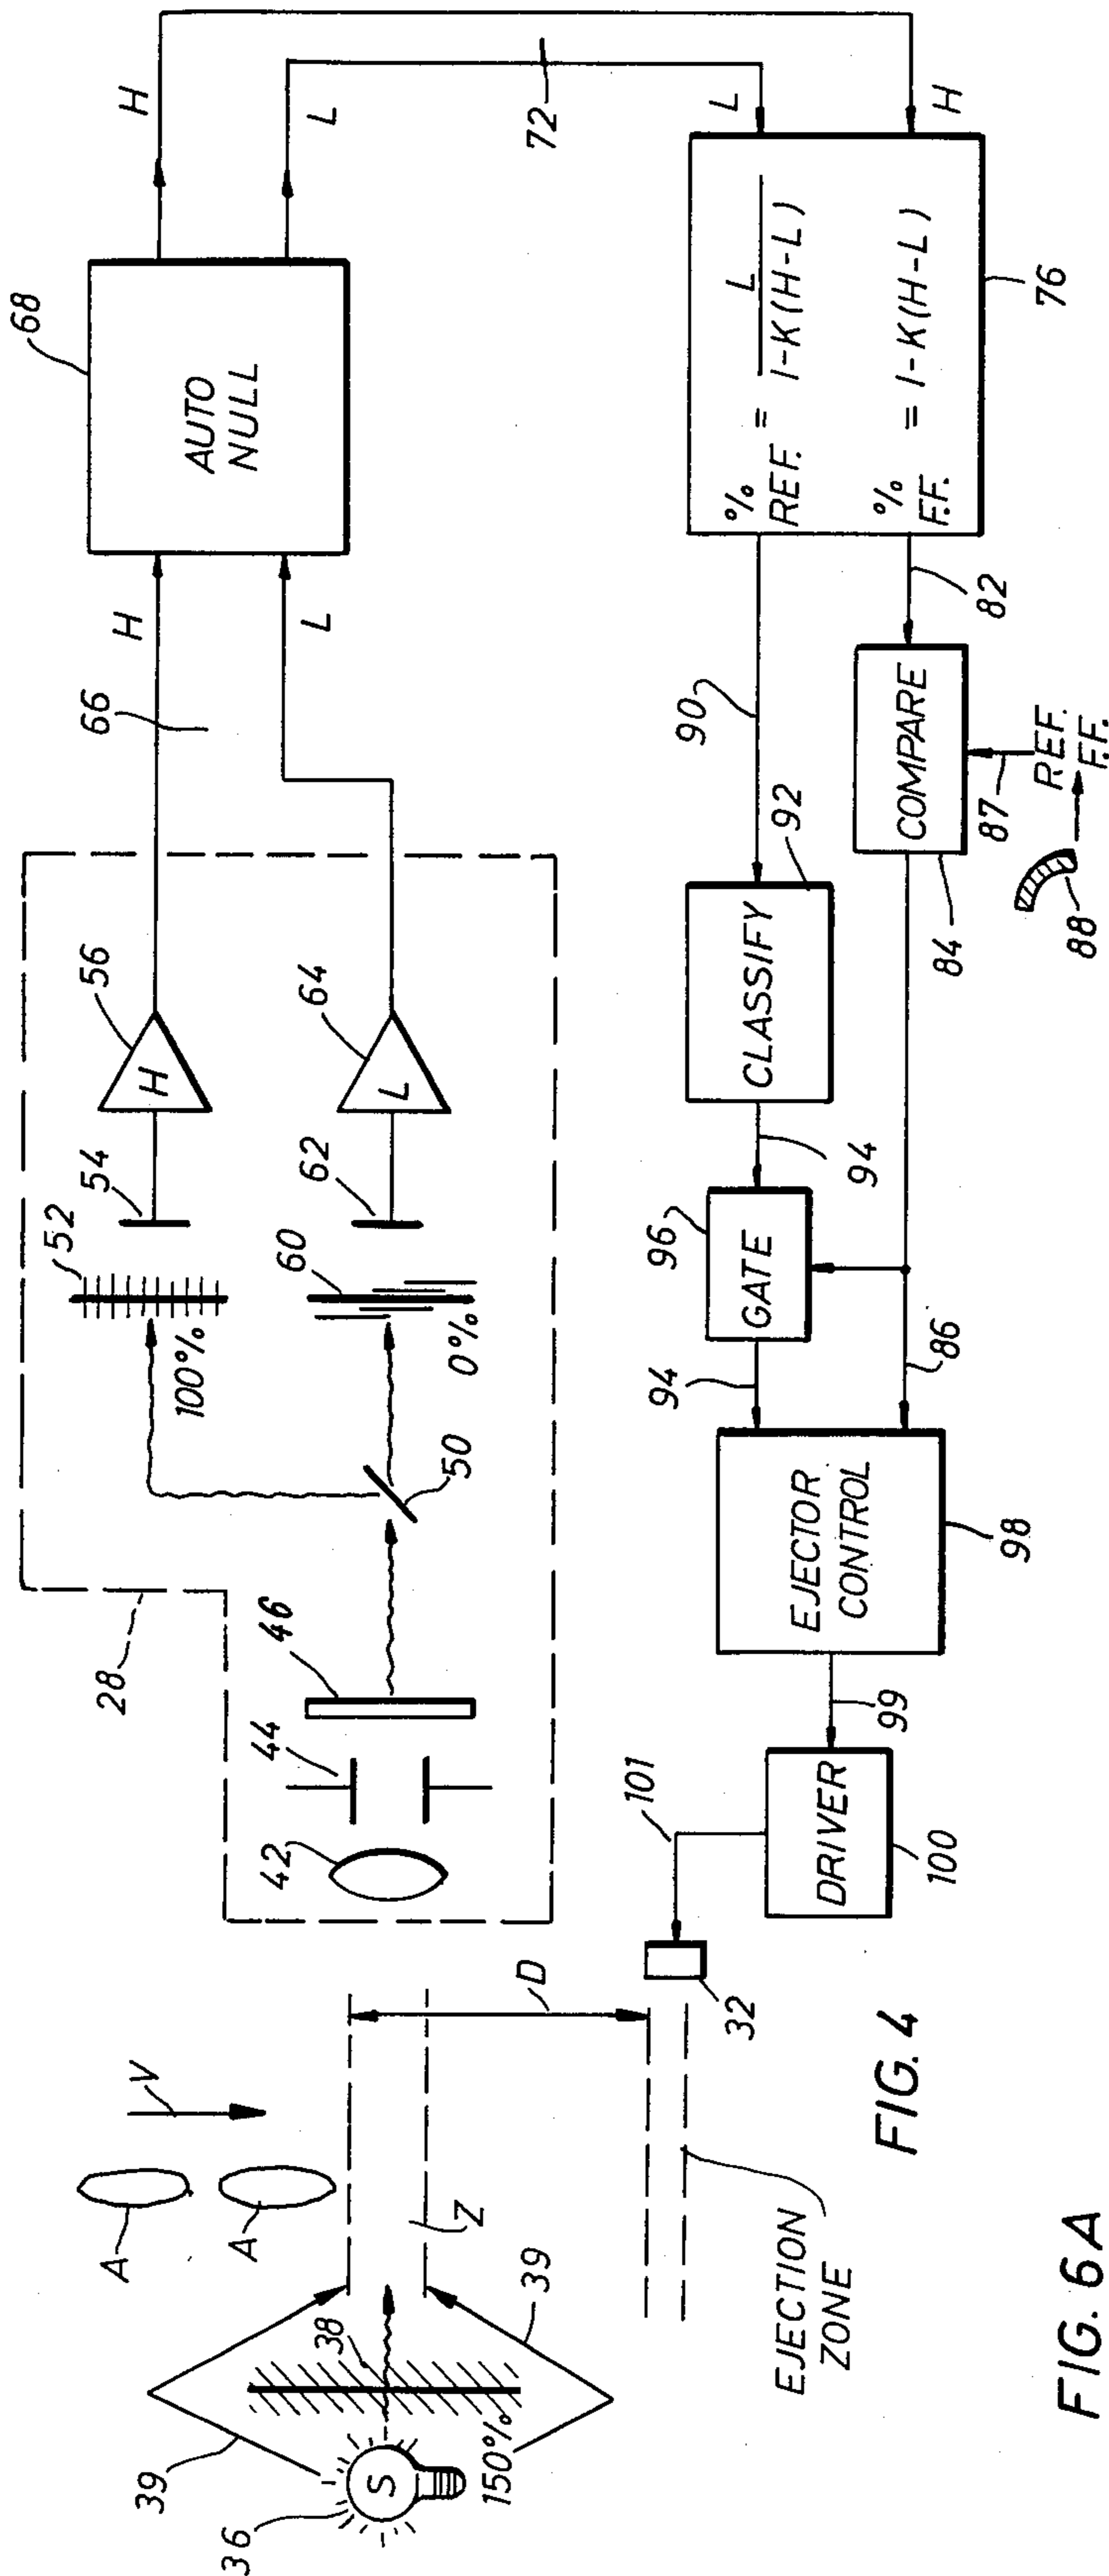 39
36
S
150%
38
39
A
A
V
Z
D
EJECTION
ZONE
32
101
28
42
44
46
50
100%
52
54
56
H
0%
60
62
64
L
66
H
L
68
AUTO
NULL
H
L
72
L
H
% REF. = L / 1-K(H-L)
% F.F. = 1-K(H-L)
76
82
90
COMPARE
84
87
REF.
F.F.
88
CLASSIFY
92
94
GATE
96
94
86
EJECTOR
CONTROL
98
99
DRIVER
100
FIG. 4
FIG. 6A